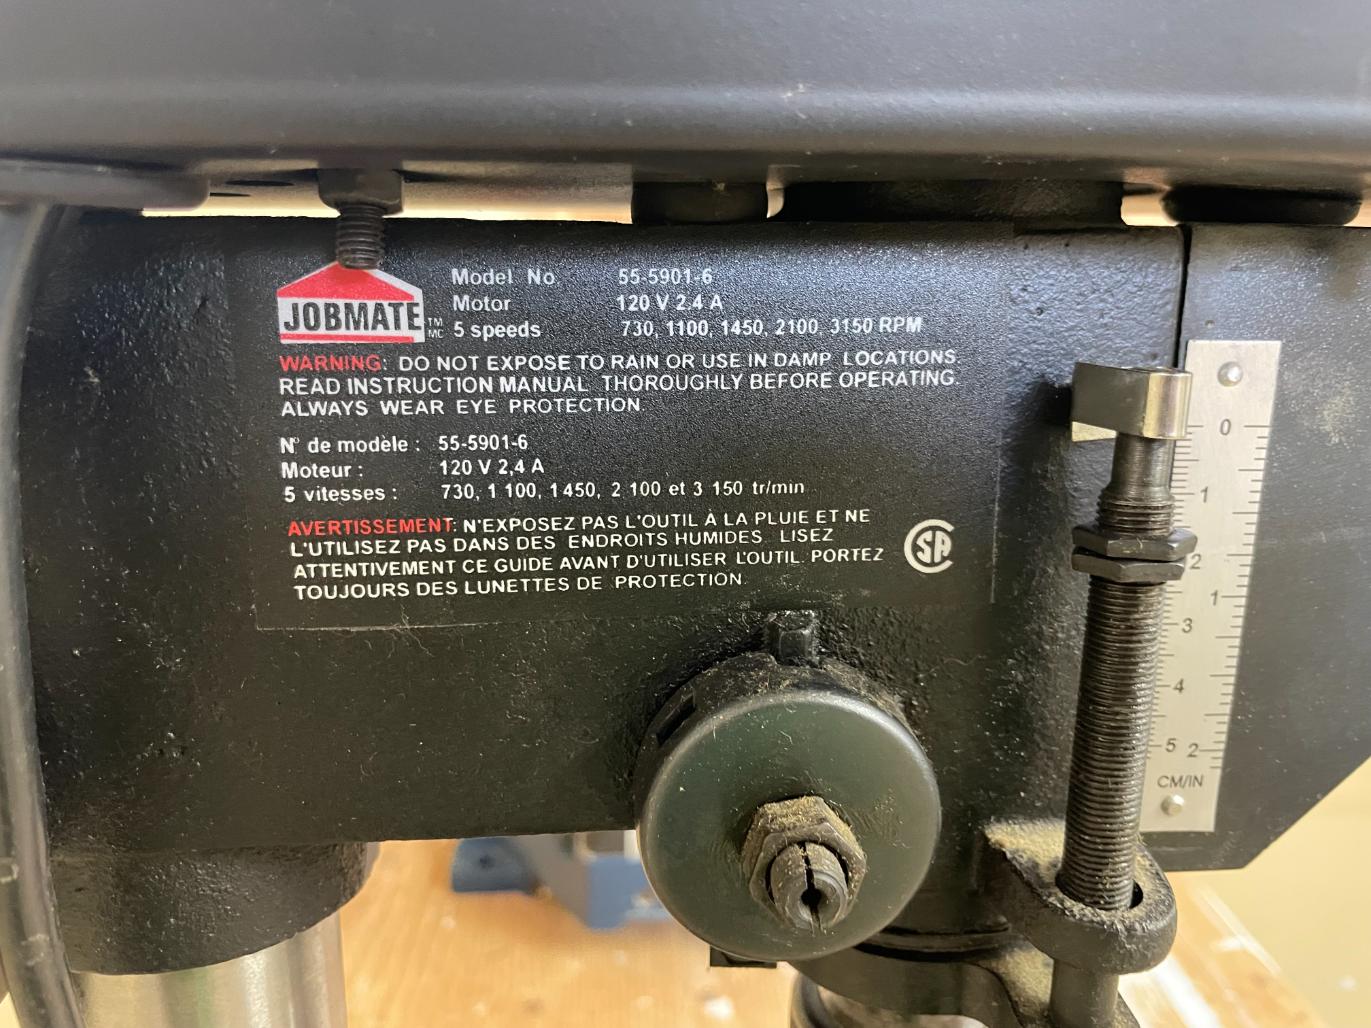 JOBMATE TM MC
Model No 55-5901-6
Motor 120 V 2.4 A
5 speeds 730, 1100, 1450, 2100, 3150 RPM
WARNING: DO NOT EXPOSE TO RAIN OR USE IN DAMP LOCATIONS.
READ INSTRUCTION MANUAL THOROUGHLY BEFORE OPERATING.
ALWAYS WEAR EYE PROTECTION.
N° de modèle : 55-5901-6
Moteur : 120 V 2,4 A
5 vitesses : 730, 1 100, 1 450, 2 100 et 3 150 tr/min
AVERTISSEMENT: N'EXPOSEZ PAS L'OUTIL À LA PLUIE ET NE
L'UTILISEZ PAS DANS DES ENDROITS HUMIDES. LISEZ
ATTENTIVEMENT CE GUIDE AVANT D'UTILISER L'OUTIL. PORTEZ
TOUJOURS DES LUNETTES DE PROTECTION.
CSA
0
1
2
1
3
4
5 2
CM/IN